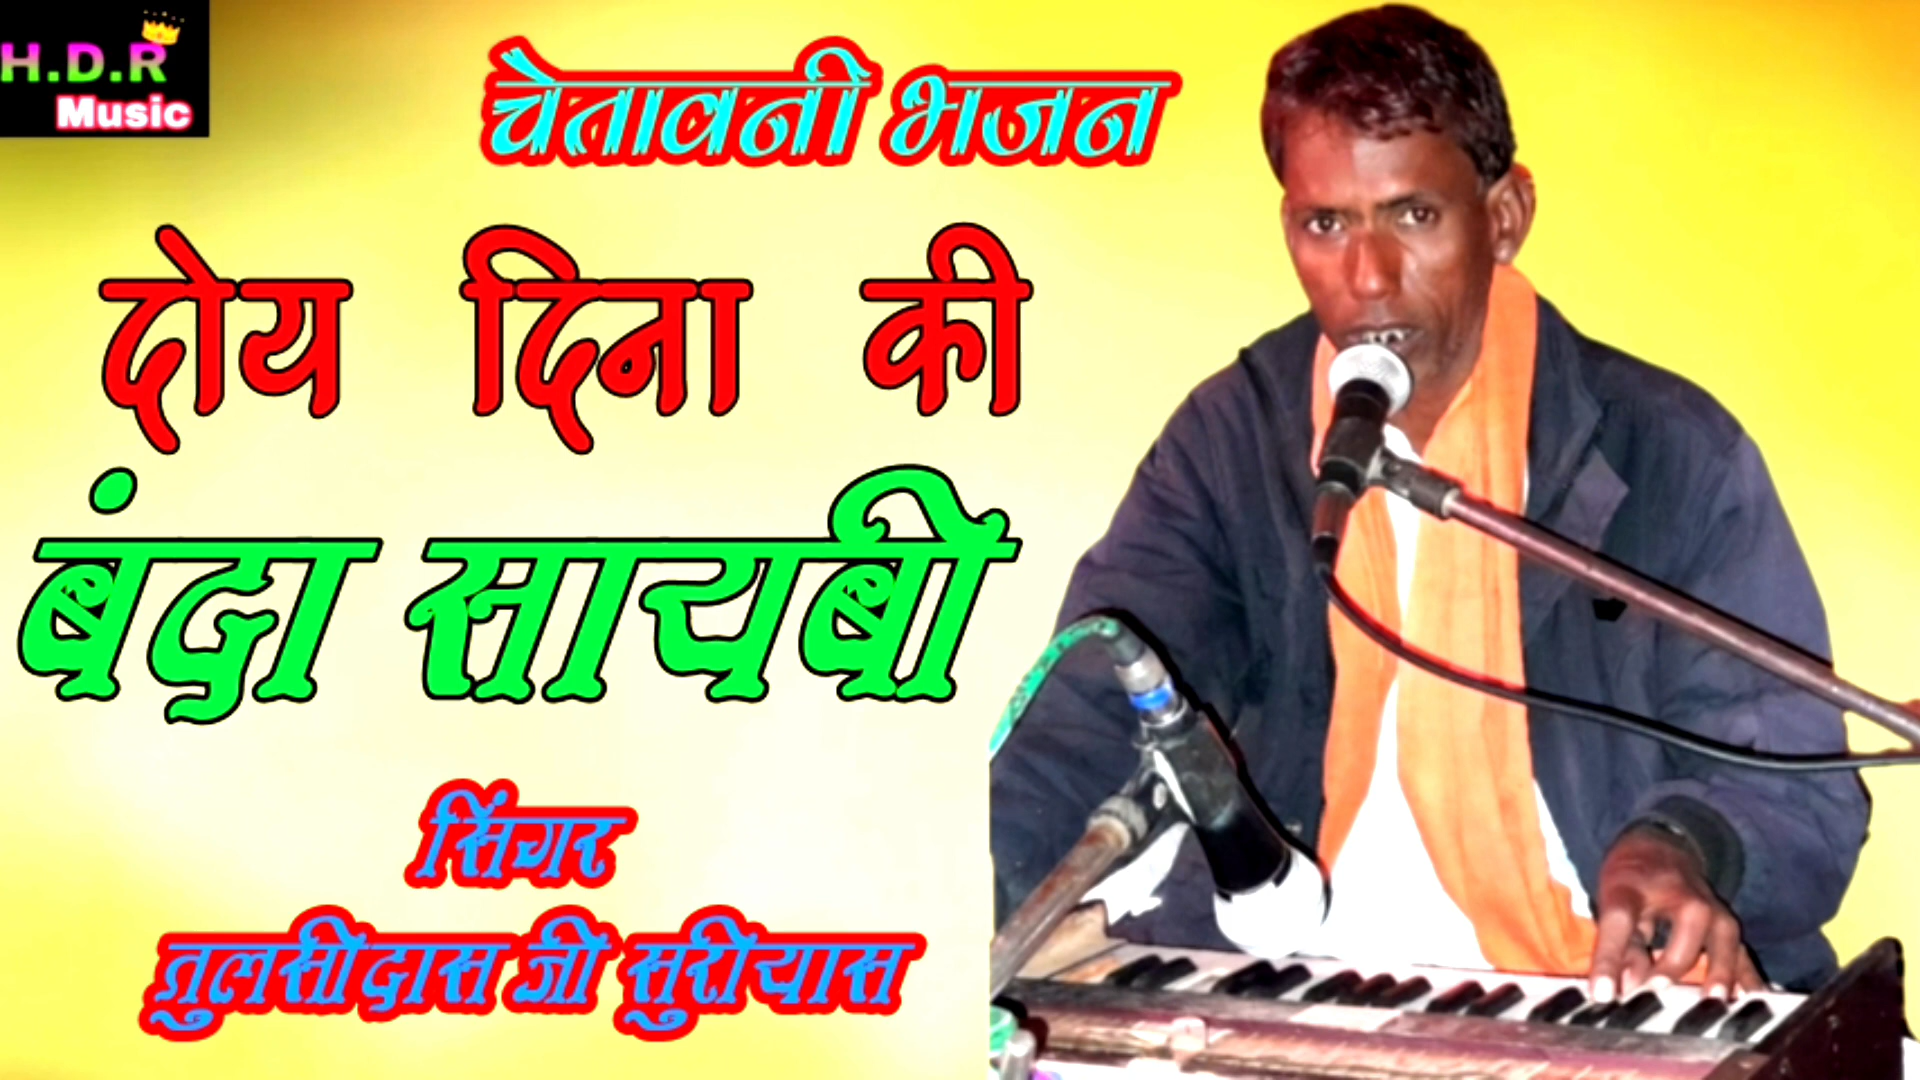 H.D.R
Music
चेतावनी भजन
दोय दिना की
बंदा सायबी
सिंगर
तुलसीदास जी सुरीयास